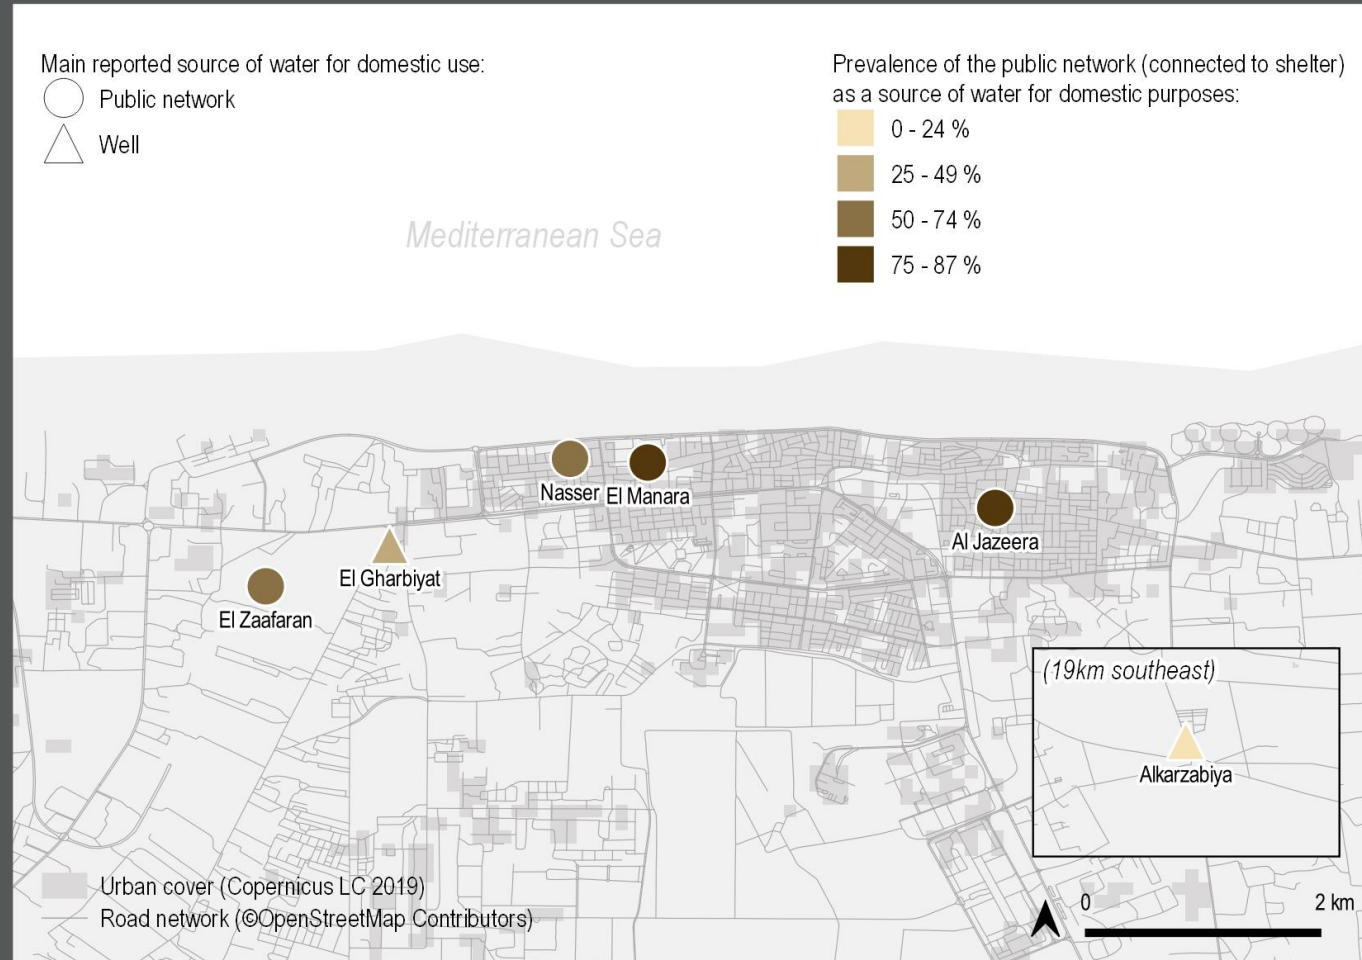 Main reported source of water for domestic use:
Public network
Well
Prevalence of the public network (connected to shelter)
as a source of water for domestic purposes:
0 - 24 %
25 - 49 %
50 - 74 %
75 - 87 %
Mediterranean Sea
Nasser
El Manara
Al Jazeera
El Gharbiyat
El Zaafaran
(19km southeast)
Alkarzabiya
Urban cover (Copernicus LC 2019)
Road network (©OpenStreetMap Contributors)
0
2 km